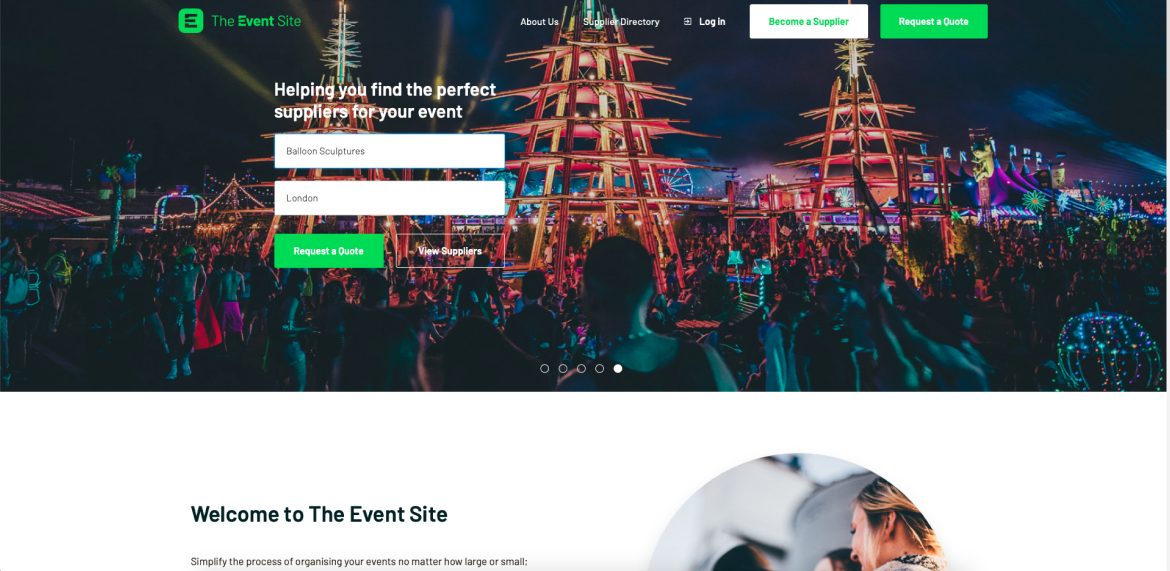 The Event Site
About Us
Supplier Directory
Log in
Become a Supplier
Request a Quote
Helping you find the perfect
suppliers for your event
Balloon Sculptures
London
Request a Quote
View Suppliers
Welcome to The Event Site
Simplify the process of organising your events no matter how large or small;